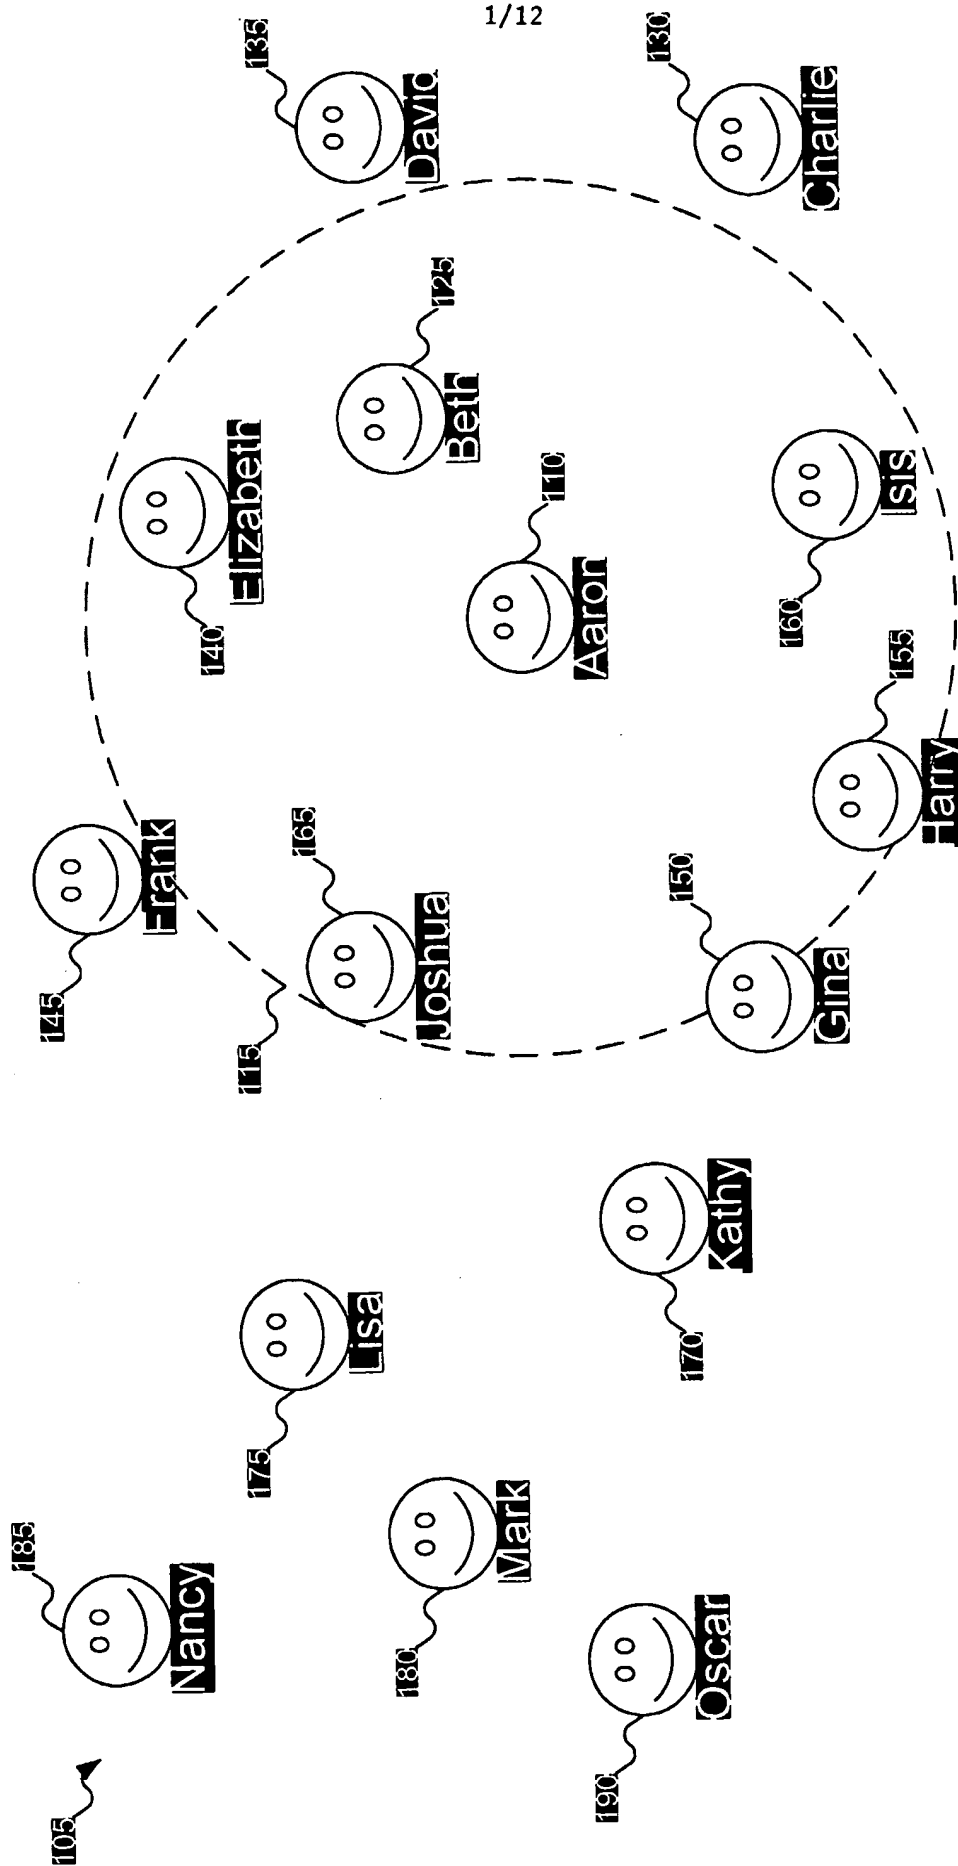 1/12
105
Nancy
185
Oscar
190
Mark
180
Lisa
175
Kathy
170
115
Frank
145
Joshua
165
Gina
150
Harry
155
Aaron
110
Elizabeth
140
Beth
125
Isis
160
David
135
Charlie
130